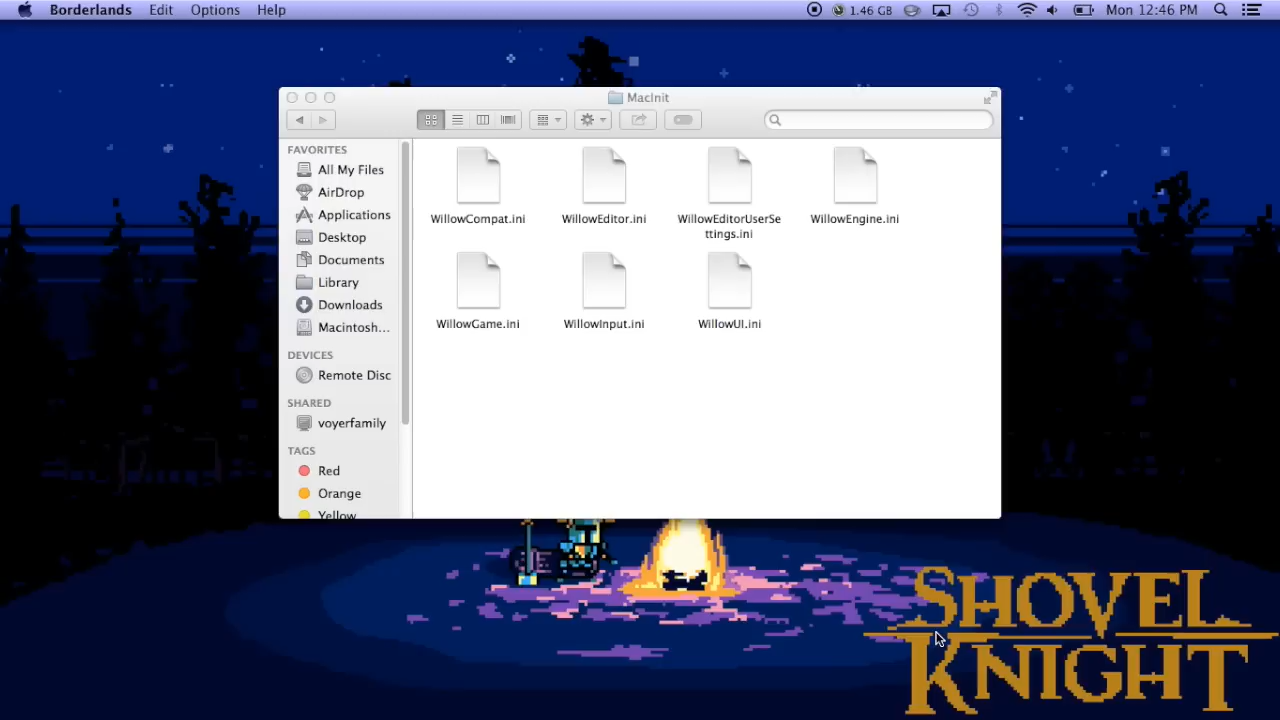 Borderlands Edit Options Help 1.46 GB Mon 12:46 PM
MacInit
FAVORITES
All My Files
AirDrop
Applications
Desktop
Documents
Library
Downloads
Macintosh...
DEVICES
Remote Disc
SHARED
voyerfamily
TAGS
Red
Orange
Yellow
WillowCompat.ini WillowEditor.ini WillowEditorUserSe WillowEngine.ini
ttings.ini
WillowGame.ini WillowInput.ini WillowUI.ini
SHOVEL
KNIGHT